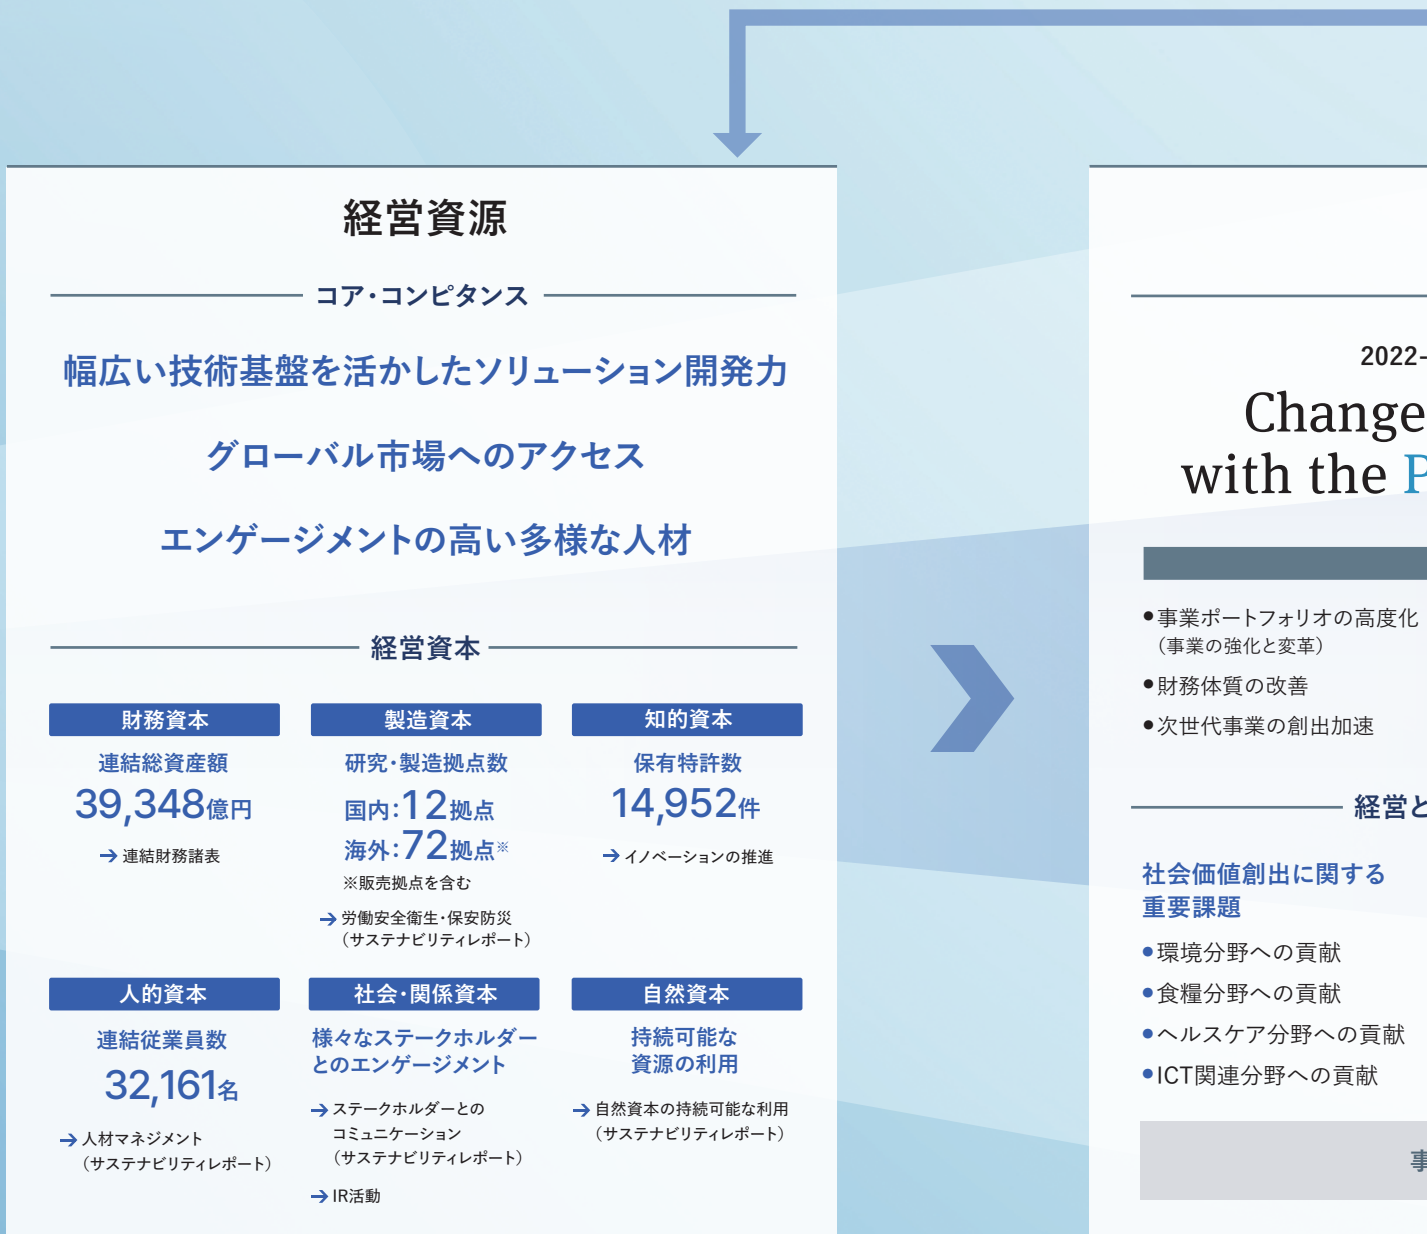 経営資源
コア・コンピタンス
幅広い技術基盤を活かしたソリューション開発力
グローバル市場へのアクセス
エンゲージメントの高い多様な人材
経営資本
財務資本
連結総資産額
39,348億円
→ 連結財務諸表
製造資本
研究・製造拠点数
国内:12拠点
海外:72拠点※
※販売拠点を含む
→ 労働安全衛生・保安防災
（サステナビリティレポート）
知的資本
保有特許数
14,952件
→ イノベーションの推進
人的資本
連結従業員数
32,161名
→ 人材マネジメント
（サステナビリティレポート）
社会・関係資本
様々なステークホルダー
とのエンゲージメント
→ ステークホルダーとの
コミュニケーション
（サステナビリティレポート）
→ IR活動
自然資本
持続可能な
資源の利用
→ 自然資本の持続可能な利用
（サステナビリティレポート）
2022-
Change
with the P
●事業ポートフォリオの高度化
（事業の強化と変革）
●財務体質の改善
●次世代事業の創出加速
経営と
社会価値創出に関する
重要課題
●環境分野への貢献
●食糧分野への貢献
●ヘルスケア分野への貢献
●ICT関連分野への貢献
事